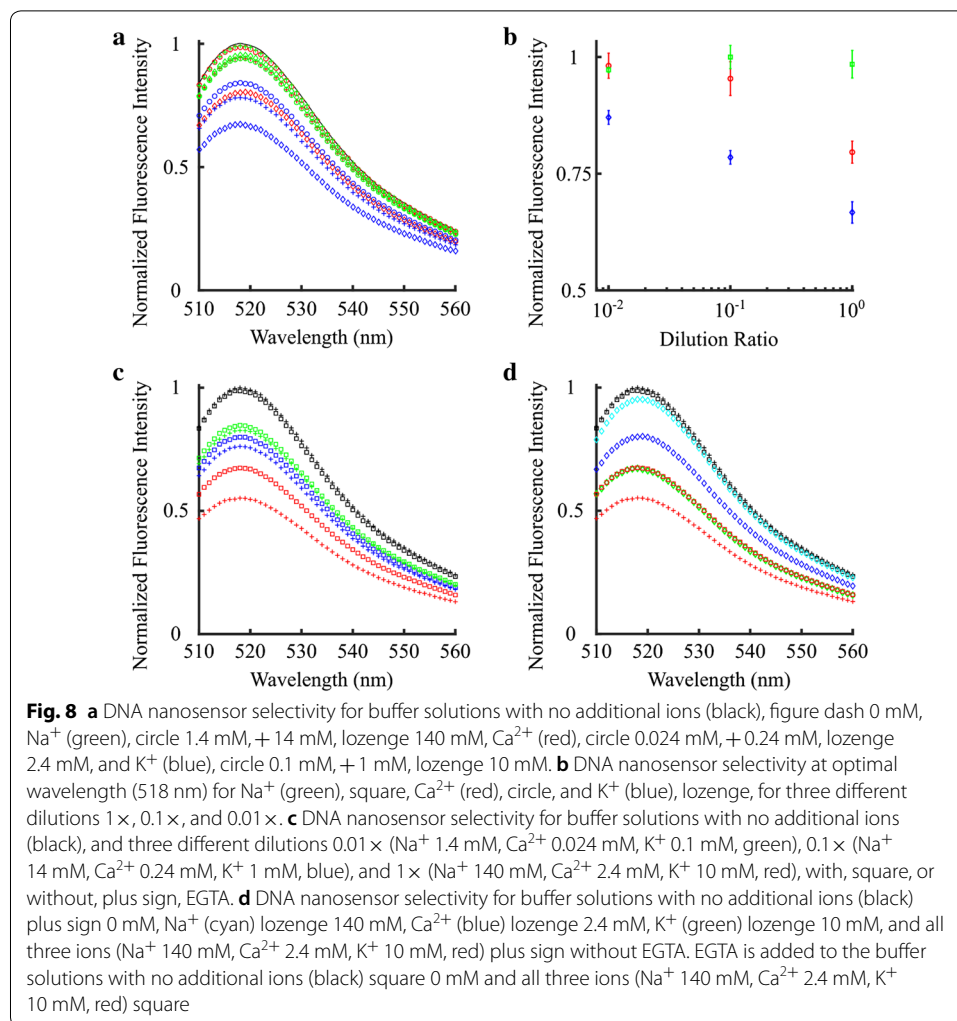 a
b
Normalized Fluorescence Intensity
1
0.5
0
510 520 530 540 550 560
Wavelength (nm)
Normalized Fluorescence Intensity
1
0.75
0.5
10⁻² 10⁻¹ 10⁰
Dilution Ratio
c
d
Normalized Fluorescence Intensity
1
0.5
0
510 520 530 540 550 560
Wavelength (nm)
Normalized Fluorescence Intensity
1
0.5
0
510 520 530 540 550 560
Wavelength (nm)
Fig. 8 a DNA nanosensor selectivity for buffer solutions with no additional ions (black), figure dash 0 mM,
Na⁺ (green), circle 1.4 mM, + 14 mM, lozenge 140 mM, Ca²⁺ (red), circle 0.024 mM, + 0.24 mM, lozenge
2.4 mM, and K⁺ (blue), circle 0.1 mM, + 1 mM, lozenge 10 mM. b DNA nanosensor selectivity at optimal
wavelength (518 nm) for Na⁺ (green), square, Ca²⁺ (red), circle, and K⁺ (blue), lozenge, for three different
dilutions 1×, 0.1×, and 0.01×. c DNA nanosensor selectivity for buffer solutions with no additional ions
(black), and three different dilutions 0.01× (Na⁺ 1.4 mM, Ca²⁺ 0.024 mM, K⁺ 0.1 mM, green), 0.1× (Na⁺
14 mM, Ca²⁺ 0.24 mM, K⁺ 1 mM, blue), and 1× (Na⁺ 140 mM, Ca²⁺ 2.4 mM, K⁺ 10 mM, red), with, square, or
without, plus sign, EGTA. d DNA nanosensor selectivity for buffer solutions with no additional ions (black)
plus sign 0 mM, Na⁺ (cyan) lozenge 140 mM, Ca²⁺ (blue) lozenge 2.4 mM, K⁺ (green) lozenge 10 mM, and all
three ions (Na⁺ 140 mM, Ca²⁺ 2.4 mM, K⁺ 10 mM, red) plus sign without EGTA. EGTA is added to the buffer
solutions with no additional ions (black) square 0 mM and all three ions (Na⁺ 140 mM, Ca²⁺ 2.4 mM, K⁺
10 mM, red) square